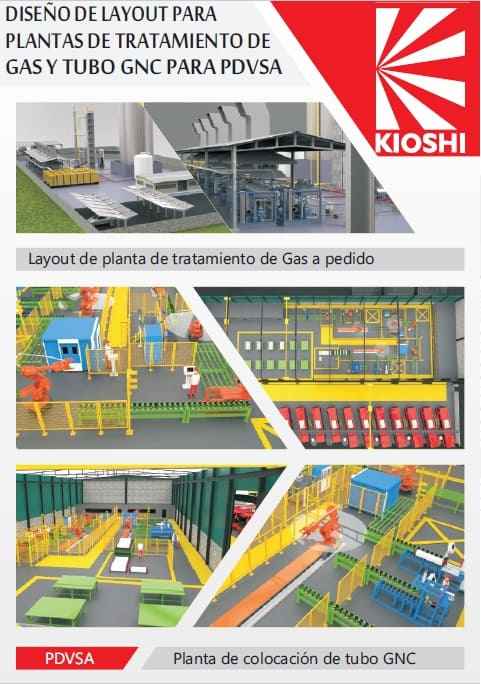 DISEÑO DE LAYOUT PARA
PLANTAS DE TRATAMIENTO DE
GAS Y TUBO GNC PARA PDVSA
KIOSHI
Layout de planta de tratamiento de Gas a pedido
PDVSA
Planta de colocación de tubo GNC